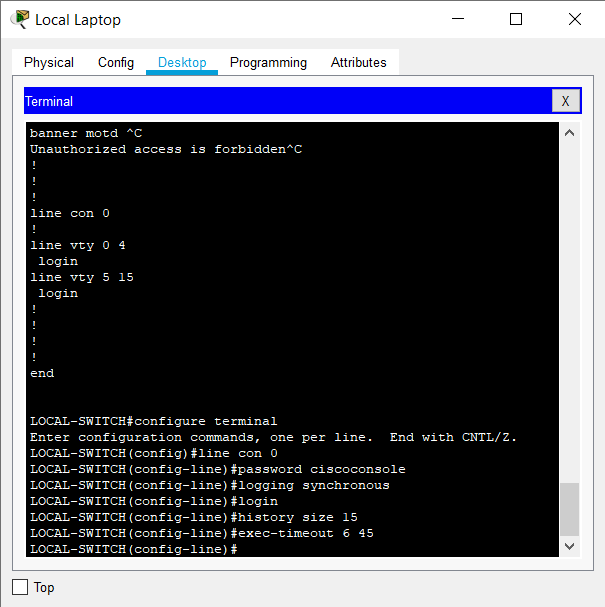 Local Laptop
Physical Config Desktop Programming Attributes
Terminal X
banner motd ^C
Unauthorized access is forbidden^C
!
!
!
line con 0
!
line vty 0 4
 login
line vty 5 15
 login
!
!
!
!
end
LOCAL-SWITCH#configure terminal
Enter configuration commands, one per line.  End with CNTL/Z.
LOCAL-SWITCH(config)#line con 0
LOCAL-SWITCH(config-line)#password ciscoconsole
LOCAL-SWITCH(config-line)#logging synchronous
LOCAL-SWITCH(config-line)#login
LOCAL-SWITCH(config-line)#history size 15
LOCAL-SWITCH(config-line)#exec-timeout 6 45
LOCAL-SWITCH(config-line)#
Top